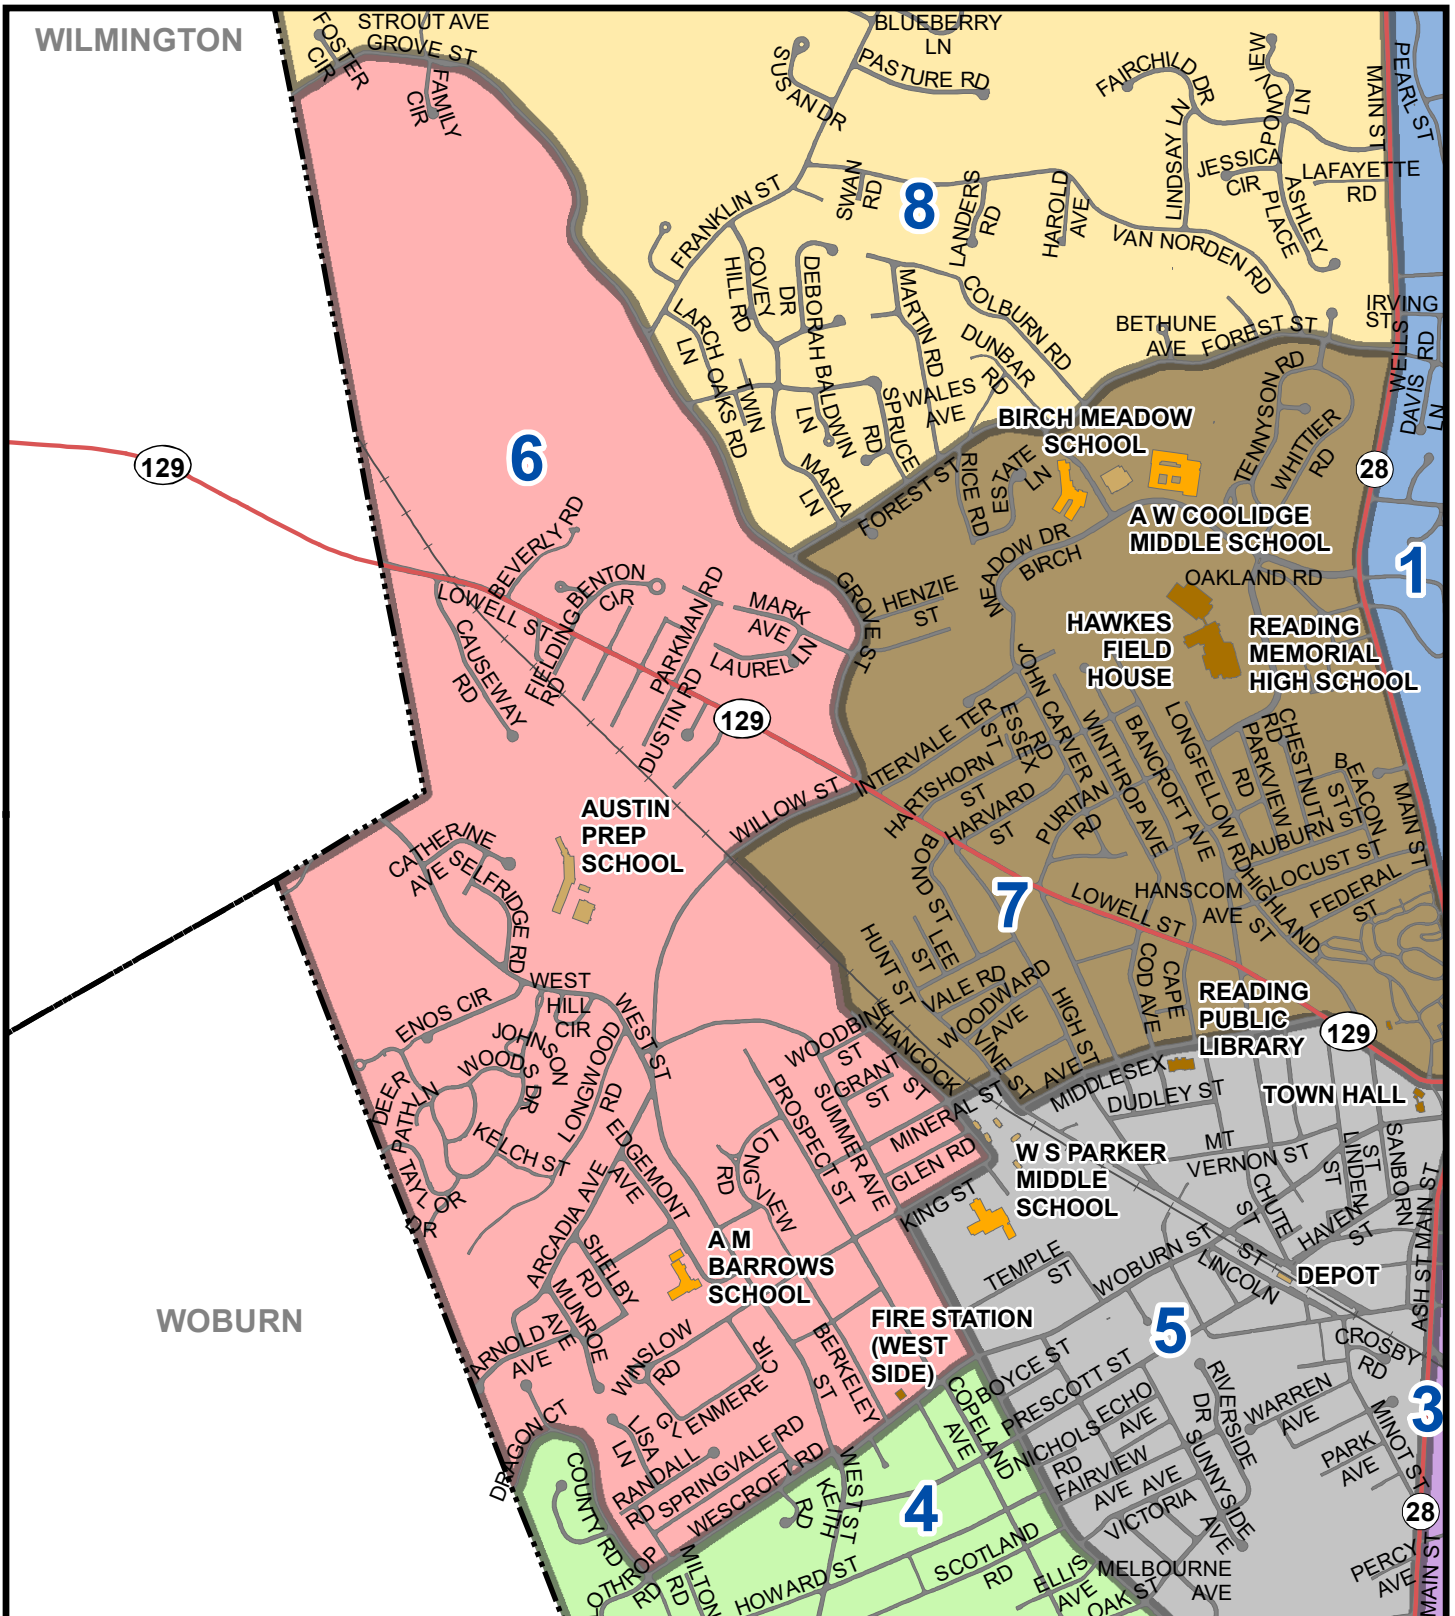 WILMINGTON
FOSTER
CIR
STROUT AVE
GROVE ST
FAMILY
CIR
SUSAN DR
BLUEBERRY
LN
PASTURE RD
FAIRCHILD DR
PONDVIEW
LN
MAIN ST
PEARL ST
LINDSAY LN
JESSICA
CIR
LAFAYETTE
RD
ASHLEY
PLACE
FRANKLIN ST
SWAN
RD
8
LANDERS
RD
HAROLD
AVE
VAN NORDEN RD
COVEY
HILL RD
DEBORAH
DR
MARTIN RD
COLBURN RD
DUNBAR
RD
BETHUNE
AVE
FOREST ST
IRVING
ST
WELLS
RD
DAVIS
LN
LARCH
LN
OAKS RD
TWIN
BALDWIN
LN
SPRUCE
RD
WALES
AVE
MARLA
LN
FOREST ST
RICE RD
ESTATE
LN
BIRCH MEADOW
SCHOOL
TENNYSON RD
WHITTIER
RD
28
129
6
A W COOLIDGE
MIDDLE SCHOOL
1
BEVERLY RD
LOWELL ST
BENTON
CIR
FIELDING
RD
CAUSEWAY
RD
PARKMAN RD
DUSTIN RD
MARK
AVE
LAUREL LN
GROVE ST
HENZIE
ST
MEADOW DR
BIRCH
OAKLAND RD
HAWKES
FIELD
HOUSE
READING
MEMORIAL
HIGH SCHOOL
129
WILLOW ST
INTERVALE TER
ESSEX
ST
JOHN CARVER
RD
WINTHROP AVE
BANCROFT AVE
LONGFELLOW RD
PARKVIEW
RD
CHESTNUT
RD
BEACON
ST
MAIN ST
HARTSHORN
ST
HARVARD
ST
PURITAN
RD
AUBURN ST
LOCUST ST
FEDERAL
ST
HIGHLAND
ST
AUSTIN
PREP
SCHOOL
CATHERINE
AVE
SELFRIDGE RD
BOND ST
7
LOWELL ST
HANSCOM
AVE
LEE
ST
HUNT ST
VALE RD
WOODWARD
AVE
VINE ST
HIGH ST
COD AVE
CAPE
WEST
HILL
CIR
WEST ST
ENOS CIR
JOHNSON
WOODS DR
LONGWOOD
RD
DEER
PATH LN
KELCH ST
TAYLOR
DR
WOODBINE
ST
HANCOCK
ST
GRANT
ST
SUMMER AVE
PROSPECT ST
MINERAL ST
GLEN RD
KING ST
AVE
MIDDLESEX
DUDLEY ST
READING
PUBLIC
LIBRARY
129
TOWN HALL
MT
VERNON ST
CHUTE
ST
LINDEN
ST
SANBORN
ST
HAVEN
ST
ASH ST
MAIN ST
W S PARKER
MIDDLE
SCHOOL
EDGEMONT
AVE
ARCADIA AVE
LONGVIEW
RD
SHELBY
RD
MUNROE
AVE
A M
BARROWS
SCHOOL
WOBURN
TEMPLE
ST
WOBURN ST
LINCOLN
ST
DEPOT
FIRE STATION
(WEST
SIDE)
5
CROSBY
RD
ARNOLD
AVE
WINSLOW
RD
GLENMERE
CIR
BERKELEY
ST
BOYCE ST
PRESCOTT ST
COPELAND
AVE
NICHOLS
RD
ECHO
AVE
RIVERSIDE
DR
SUNNYSIDE
AVE
WARREN
AVE
PARK
AVE
MINOT ST
3
DRAGON CT
LISA
LN
RANDALL
RD
SPRINGVALE RD
WESCROFT RD
COUNTY RD
WEST ST
KEITH
RD
4
FAIRVIEW
AVE
VICTORIA
AVE
28
MELBOURNE
AVE
PERCY
AVE
MAIN ST
OTHROP
RD
MILTON
RD
HOWARD ST
SCOTLAND
RD
ELLIS
AVE
OAK ST